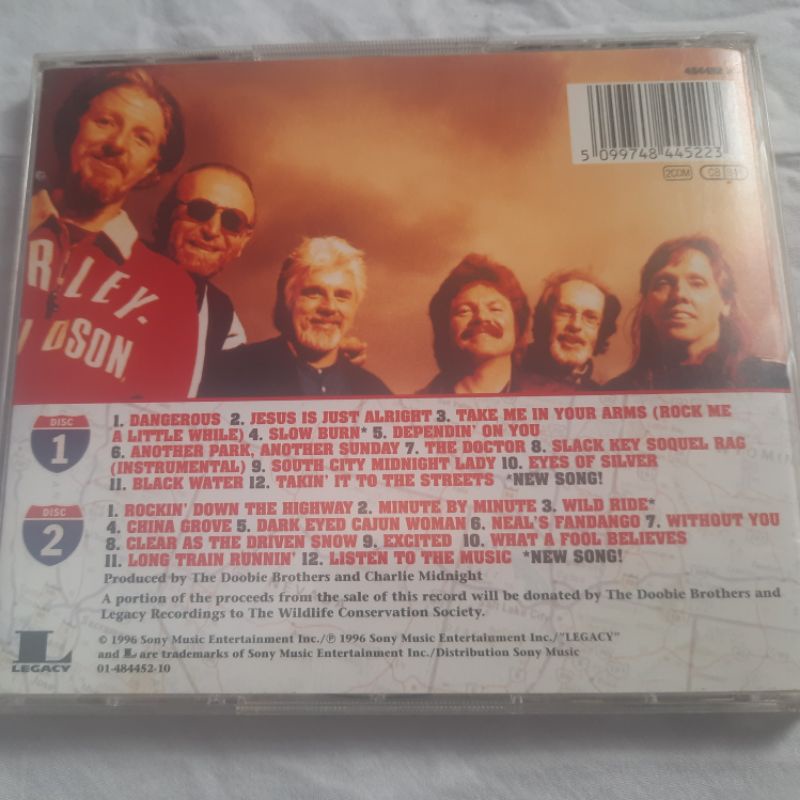 484452 2
5 099748 445223
2CDM CB 811
R-LEY-
DSON
DISC
1
1. DANGEROUS 2. JESUS IS JUST ALRIGHT 3. TAKE ME IN YOUR ARMS (ROCK ME
A LITTLE WHILE) 4. SLOW BURN* 5. DEPENDIN' ON YOU
6. ANOTHER PARK, ANOTHER SUNDAY 7. THE DOCTOR 8. SLACK KEY SOQUEL RAG
(INSTRUMENTAL) 9. SOUTH CITY MIDNIGHT LADY 10. EYES OF SILVER
11. BLACK WATER 12. TAKIN' IT TO THE STREETS *NEW SONG!
DISC
2
1. ROCKIN' DOWN THE HIGHWAY 2. MINUTE BY MINUTE 3. WILD RIDE*
4. CHINA GROVE 5. DARK EYED CAJUN WOMAN 6. NEAL'S FANDANGO 7. WITHOUT YOU
8. CLEAR AS THE DRIVEN SNOW 9. EXCITED 10. WHAT A FOOL BELIEVES
11. LONG TRAIN RUNNIN' 12. LISTEN TO THE MUSIC *NEW SONG!
Produced by The Doobie Brothers and Charlie Midnight
A portion of the proceeds from the sale of this record will be donated by The Doobie Brothers and
Legacy Recordings to The Wildlife Conservation Society.
L
LEGACY
© 1996 Sony Music Entertainment Inc./℗ 1996 Sony Music Entertainment Inc./"LEGACY"
and L are trademarks of Sony Music Entertainment Inc./Distribution Sony Music
01-484452-10